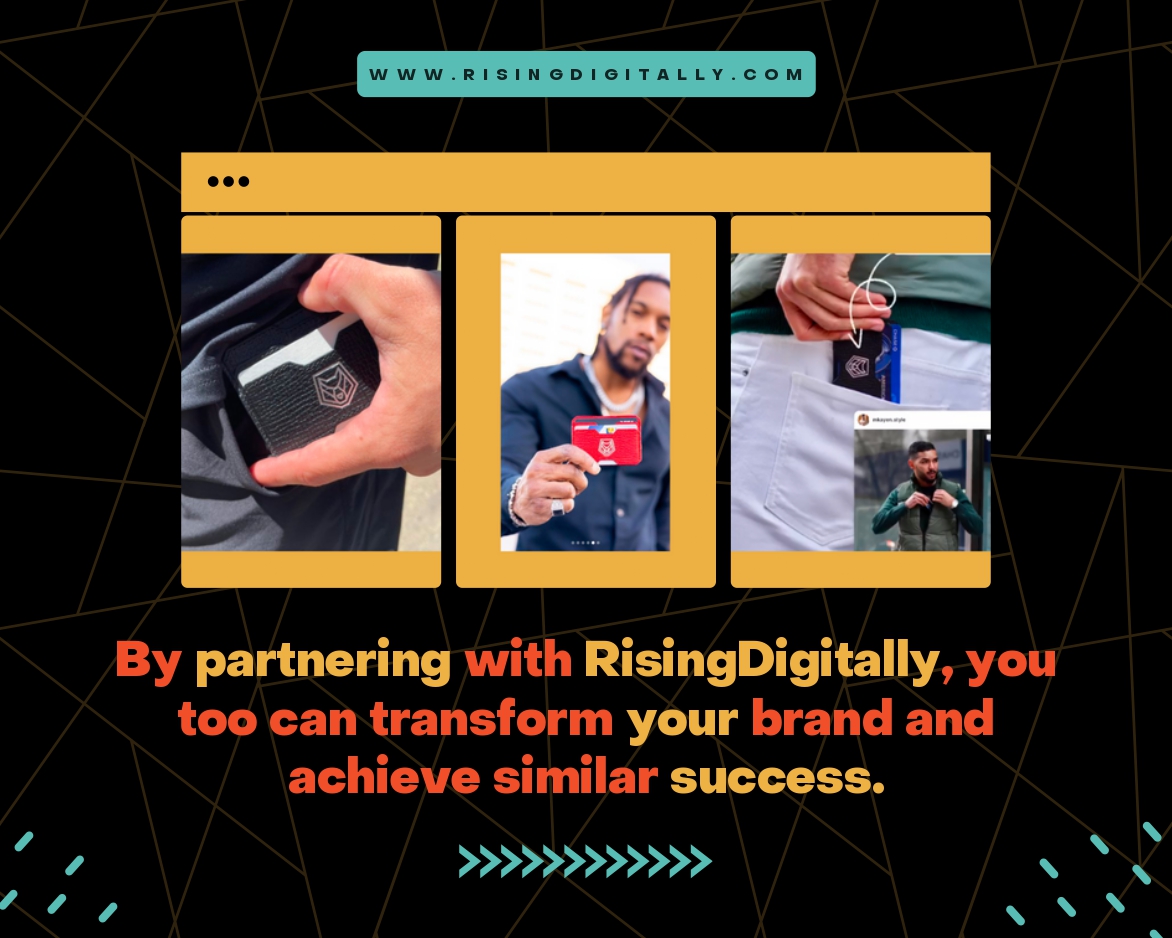 WWW.RISINGDIGITALLY.COM
By partnering with RisingDigitally, you
too can transform your brand and
achieve similar success.